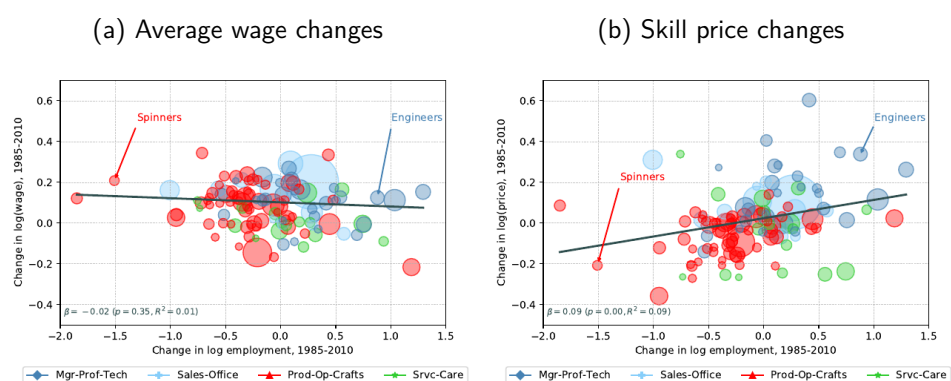 (a) Average wage changes
Change in log(wage), 1985-2010
0.6
0.4
0.2
0.0
−0.2
−0.4
Spinners
Engineers
β = −0.02 (p = 0.35, R² = 0.01)
−2.0 −1.5 −1.0 −0.5 0.0 0.5 1.0 1.5
Change in log employment, 1985-2010
Mgr-Prof-Tech Sales-Office Prod-Op-Crafts Srvc-Care
(b) Skill price changes
Change in log(price), 1985-2010
0.6
0.4
0.2
0.0
−0.2
−0.4
Engineers
Spinners
β = 0.09 (p = 0.00, R² = 0.09)
−2.0 −1.5 −1.0 −0.5 0.0 0.5 1.0 1.5
Change in log employment, 1985-2010
Mgr-Prof-Tech Sales-Office Prod-Op-Crafts Srvc-Care